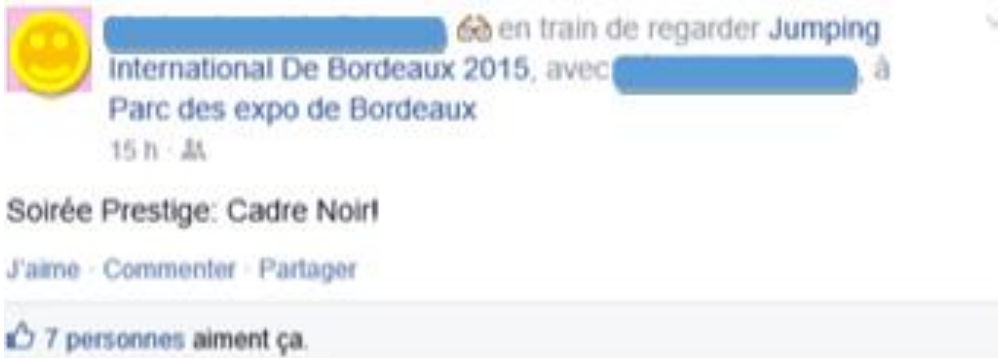 en train de regarder Jumping
International De Bordeaux 2015, avec , à
Parc des expo de Bordeaux
15 h ·
Soirée Prestige: Cadre Noir!
J'aime · Commenter · Partager
7 personnes aiment ça.